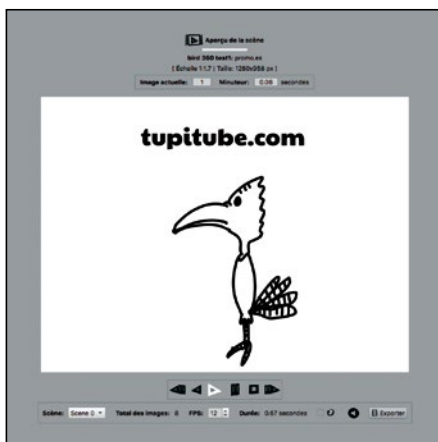 Aperçu de la scène
bird 360 test1: promo.es
[ Échelle 1:1.7 | Taille: 1280x358 px ]
Image actuelle: 1 Minuteur: 0.08 secondes
tupitube.com
Scène: Scene 0 Total des images: 8 FPS: 12 Durée: 0.67 secondes Exporter